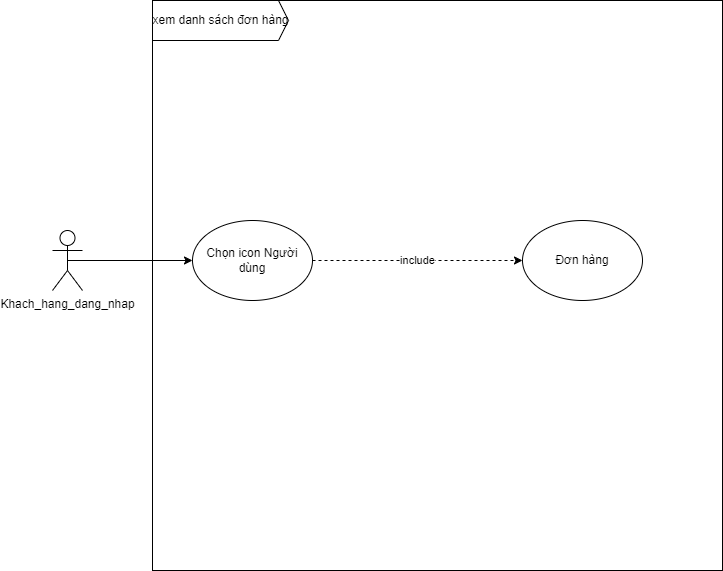 xem danh sách đơn hàng
Chọn icon Người
dùng
include
Đơn hàng
Khach_hang_dang_nhap